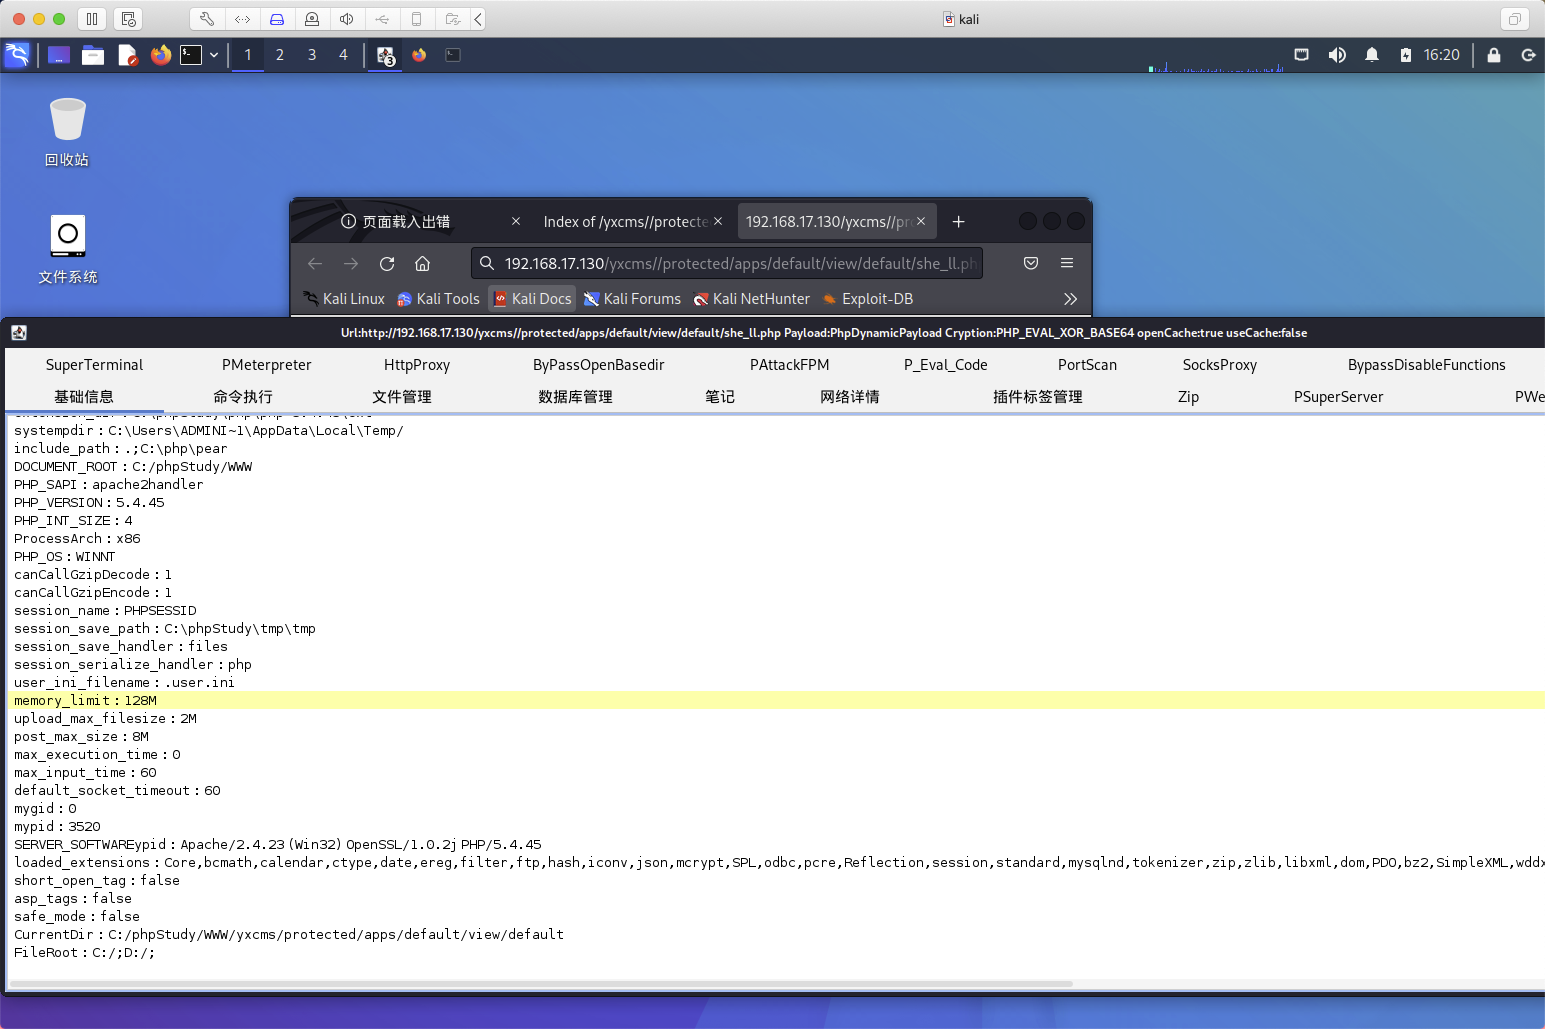 kali
1 2 3 4
3
16:20
回收站
文件系统
页面载入出错
Index of /yxcms//protecte
192.168.17.130/yxcms//pro
192.168.17.130/yxcms//protected/apps/default/view/default/she_ll.ph
Kali Linux Kali Tools Kali Docs Kali Forums Kali NetHunter Exploit-DB
Url:http://192.168.17.130/yxcms//protected/apps/default/view/default/she_ll.php Payload:PhpDynamicPayload Cryption:PHP_EVAL_XOR_BASE64 openCache:true useCache:false
SuperTerminal PMeterpreter HttpProxy ByPassOpenBasedir PAttackFPM P_Eval_Code PortScan SocksProxy BypassDisableFunctions
基础信息 命令执行 文件管理 数据库管理 笔记 网络详情 插件标签管理 Zip PSuperServer PWe
systempdir : C:\Users\ADMINI~1\AppData\Local\Temp/
include_path : .;C:\php\pear
DOCUMENT_ROOT : C:/phpStudy/WWW
PHP_SAPI : apache2handler
PHP_VERSION : 5.4.45
PHP_INT_SIZE : 4
ProcessArch : x86
PHP_OS : WINNT
canCallGzipDecode : 1
canCallGzipEncode : 1
session_name : PHPSESSID
session_save_path : C:\phpStudy\tmp\tmp
session_save_handler : files
session_serialize_handler : php
user_ini_filename : .user.ini
memory_limit : 128M
upload_max_filesize : 2M
post_max_size : 8M
max_execution_time : 0
max_input_time : 60
default_socket_timeout : 60
mygid : 0
mypid : 3520
SERVER_SOFTWAREypid : Apache/2.4.23 (Win32) OpenSSL/1.0.2j PHP/5.4.45
loaded_extensions : Core,bcmath,calendar,ctype,date,ereg,filter,ftp,hash,iconv,json,mcrypt,SPL,odbc,pcre,Reflection,session,standard,mysqlnd,tokenizer,zip,zlib,libxml,dom,PDO,bz2,SimpleXML,wddx
short_open_tag : false
asp_tags : false
safe_mode : false
CurrentDir : C:/phpStudy/WWW/yxcms/protected/apps/default/view/default
FileRoot : C:/;D:/;